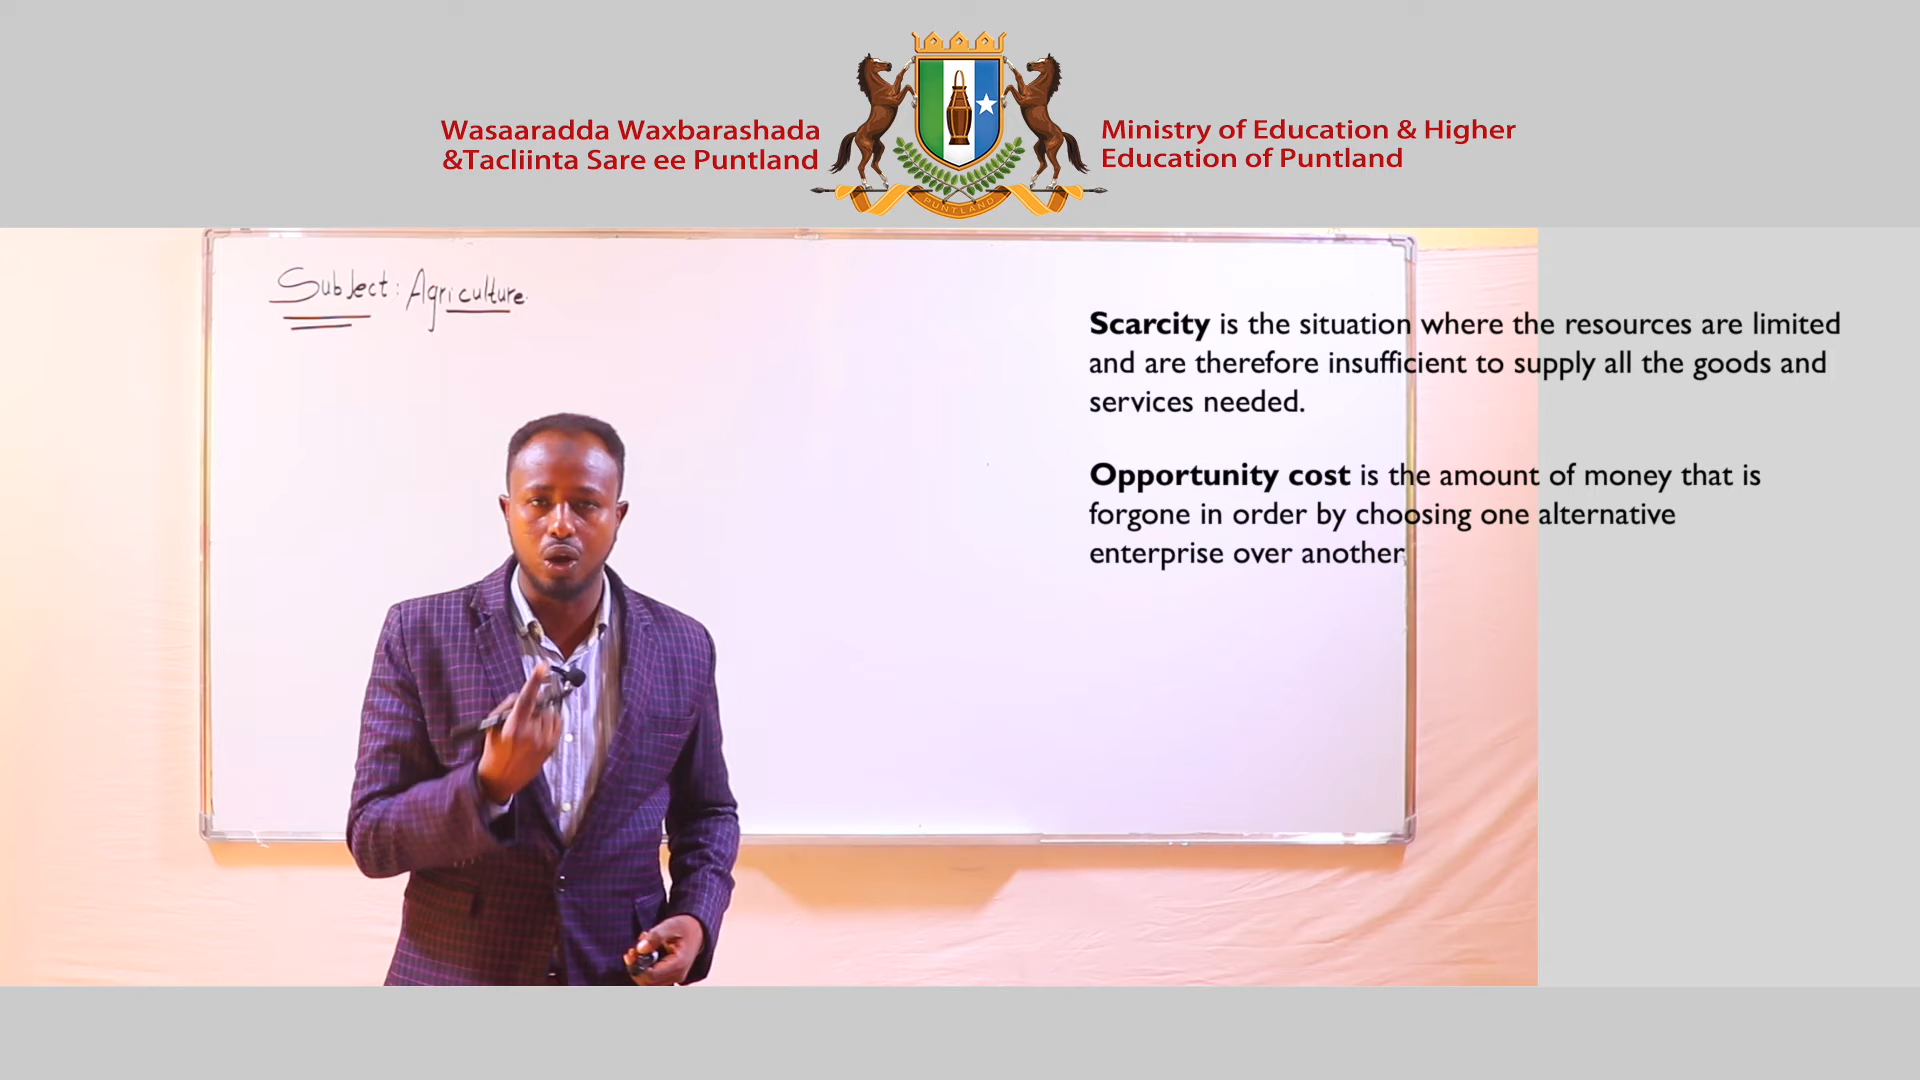 Wasaaradda Waxbarashada
&Tacliinta Sare ee Puntland
PUNTLAND
Ministry of Education & Higher
Education of Puntland
Subject: Agriculture.
Scarcity is the situation where the resources are limited
and are therefore insufficient to supply all the goods and
services needed.
Opportunity cost is the amount of money that is
forgone in order by choosing one alternative
enterprise over another.